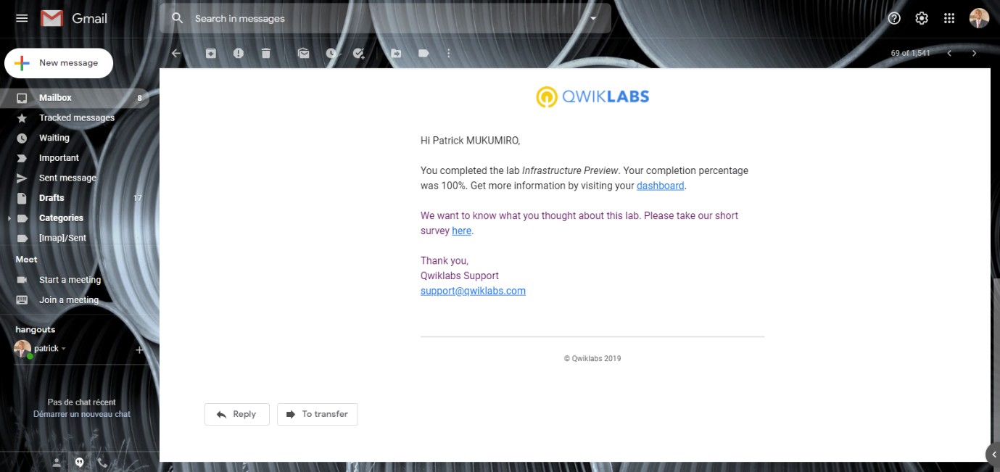 Gmail
Search in messages
69 of 1,541
New message
Mailbox 8
Tracked messages
Waiting
Important
Sent message
Drafts 17
Categories
[Imap]/Sent
Meet
Start a meeting
Join a meeting
hangouts
patrick
Pas de chat récent
Démarrer un nouveau chat
QWIKLABS
Hi Patrick MUKUMIRO,
You completed the lab Infrastructure Preview. Your completion percentage
was 100%. Get more information by visiting your dashboard.
We want to know what you thought about this lab. Please take our short
survey here.
Thank you,
Qwiklabs Support
support@qwiklabs.com
© Qwiklabs 2019
Reply
To transfer